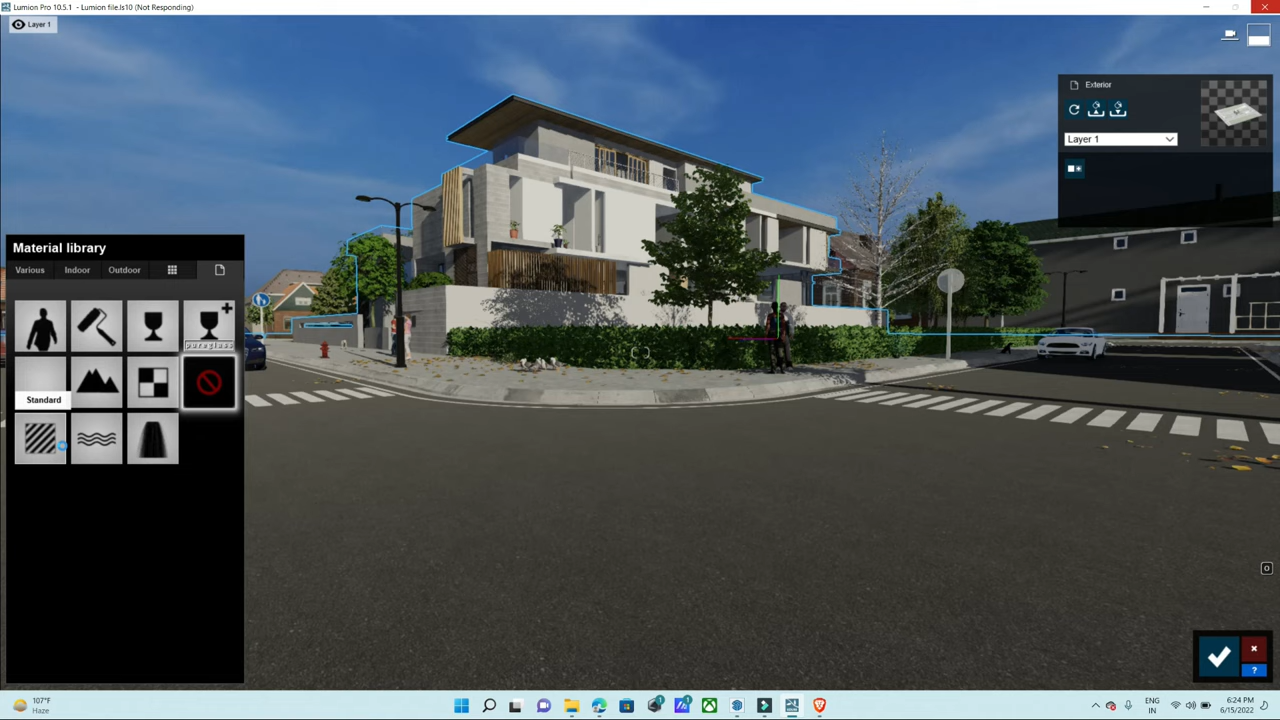 Lumion Pro 10.5.1 - Lumion file.ls10 (Not Responding)
Layer 1
Exterior
Layer 1
Material library
Various
Indoor
Outdoor
pureglass
Standard
O
?
107°F
Haze
ENG
IN
6:24 PM
6/15/2022